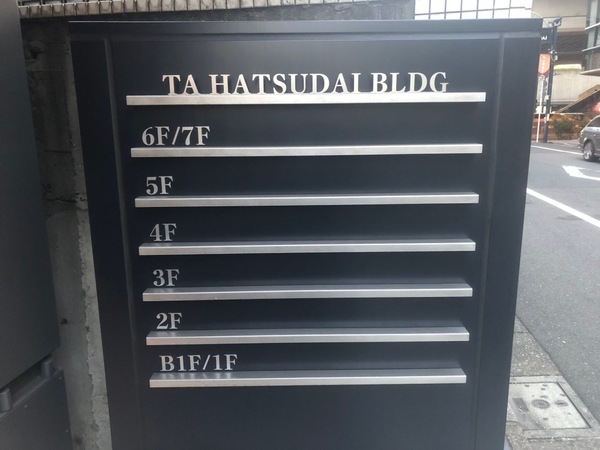 TA HATSUDAI BLDG
6F/7F
5F
4F
3F
2F
B1F/1F